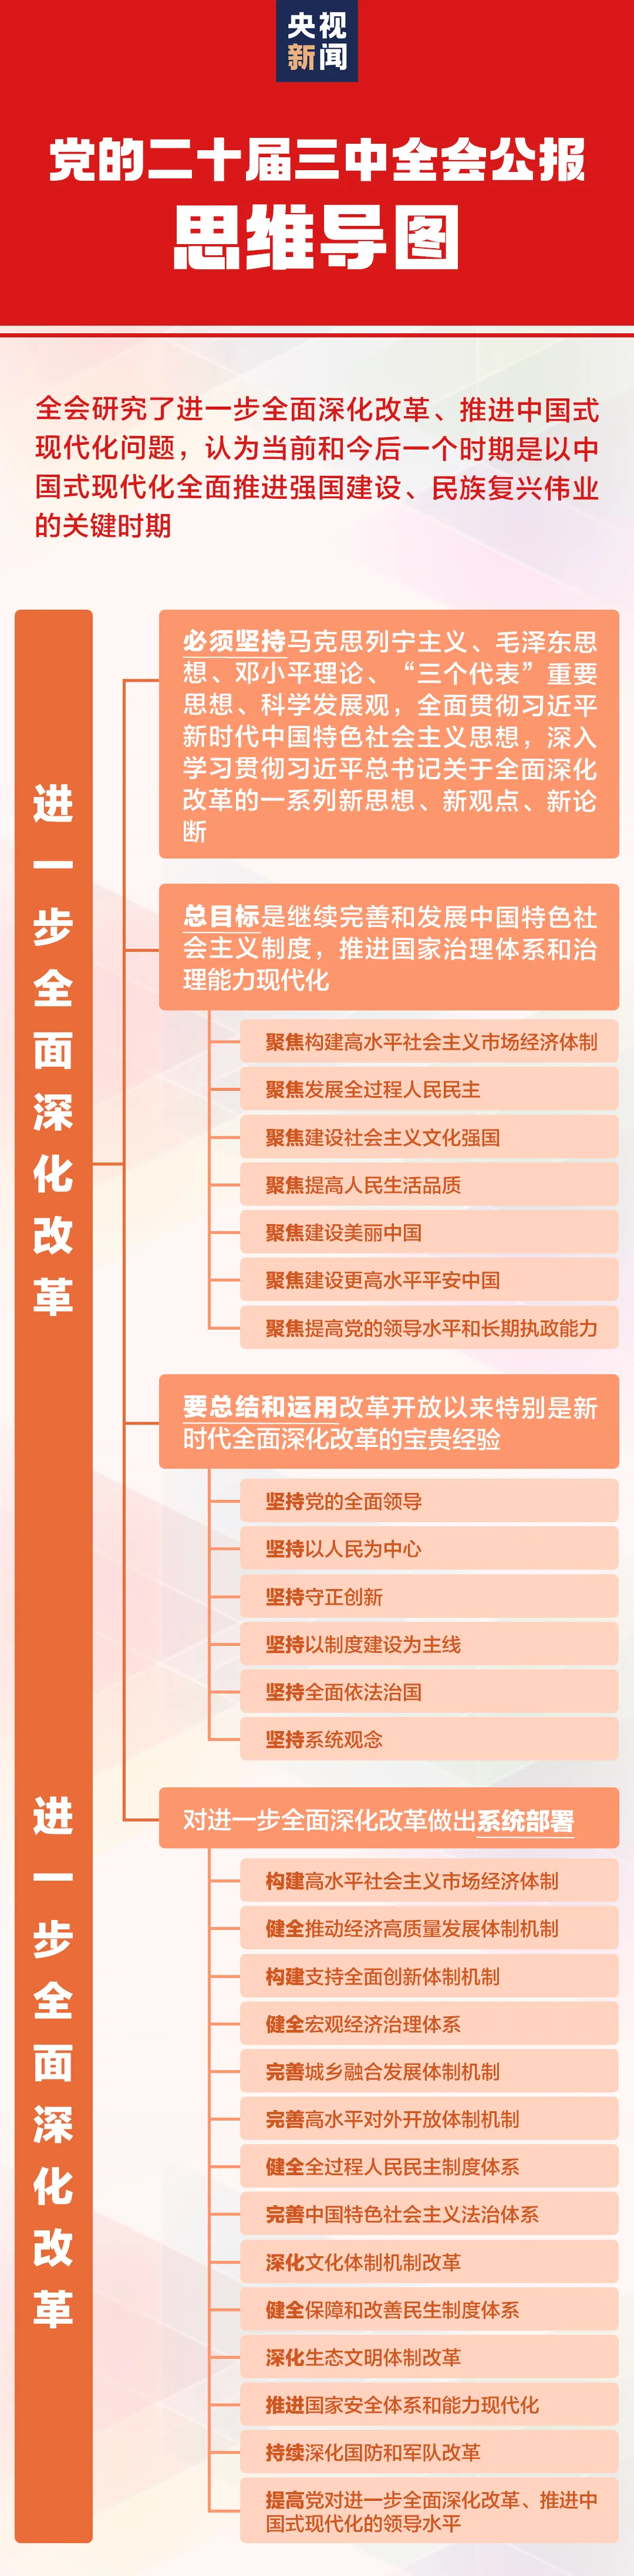 央视
新闻
党的二十届三中全会公报
思维导图
全会研究了进一步全面深化改革、推进中国式
现代化问题，认为当前和今后一个时期是以中
国式现代化全面推进强国建设、民族复兴伟业
的关键时期
进一步全面深化改革
必须坚持马克思列宁主义、毛泽东思
想、邓小平理论、“三个代表”重要
思想、科学发展观，全面贯彻习近平
新时代中国特色社会主义思想，深入
学习贯彻习近平总书记关于全面深化
改革的一系列新思想、新观点、新论
断
总目标是继续完善和发展中国特色社
会主义制度，推进国家治理体系和治
理能力现代化
聚焦构建高水平社会主义市场经济体制
聚焦发展全过程人民民主
聚焦建设社会主义文化强国
聚焦提高人民生活品质
聚焦建设美丽中国
聚焦建设更高水平平安中国
聚焦提高党的领导水平和长期执政能力
要总结和运用改革开放以来特别是新
时代全面深化改革的宝贵经验
坚持党的全面领导
坚持以人民为中心
坚持守正创新
坚持以制度建设为主线
坚持全面依法治国
坚持系统观念
进一步全面深化改革
对进一步全面深化改革做出系统部署
构建高水平社会主义市场经济体制
健全推动经济高质量发展体制机制
构建支持全面创新体制机制
健全宏观经济治理体系
完善城乡融合发展体制机制
完善高水平对外开放体制机制
健全全过程人民民主制度体系
完善中国特色社会主义法治体系
深化文化体制机制改革
健全保障和改善民生制度体系
深化生态文明体制改革
推进国家安全体系和能力现代化
持续深化国防和军队改革
提高党对进一步全面深化改革、推进中
国式现代化的领导水平